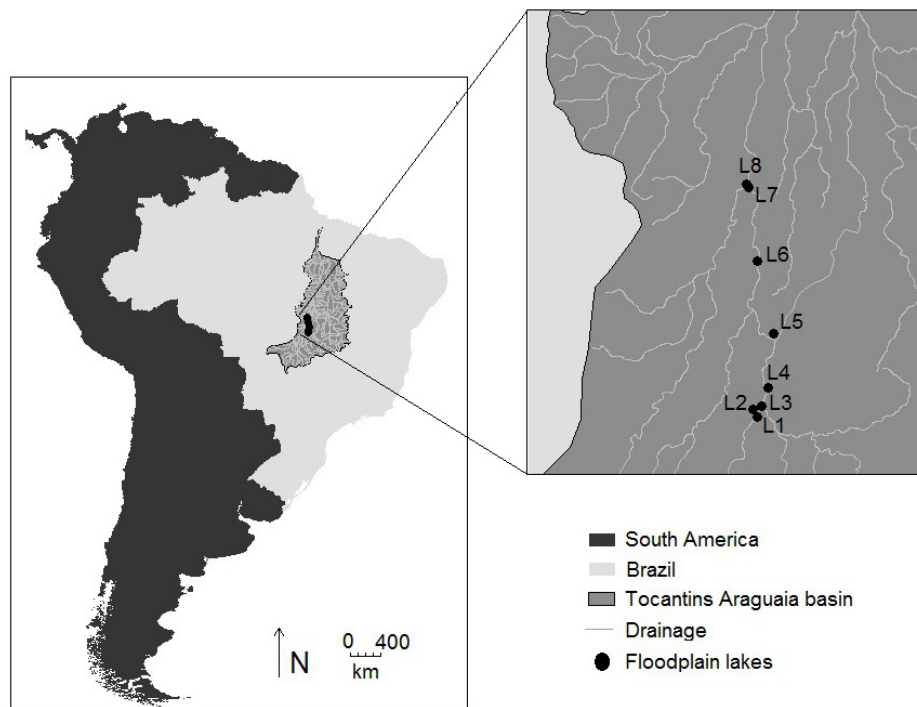 L8
L7
L6
L5
L4
L2
L3
L1
South America
Brazil
Tocantins Araguaia basin
Drainage
Floodplain lakes
N
0 400
km